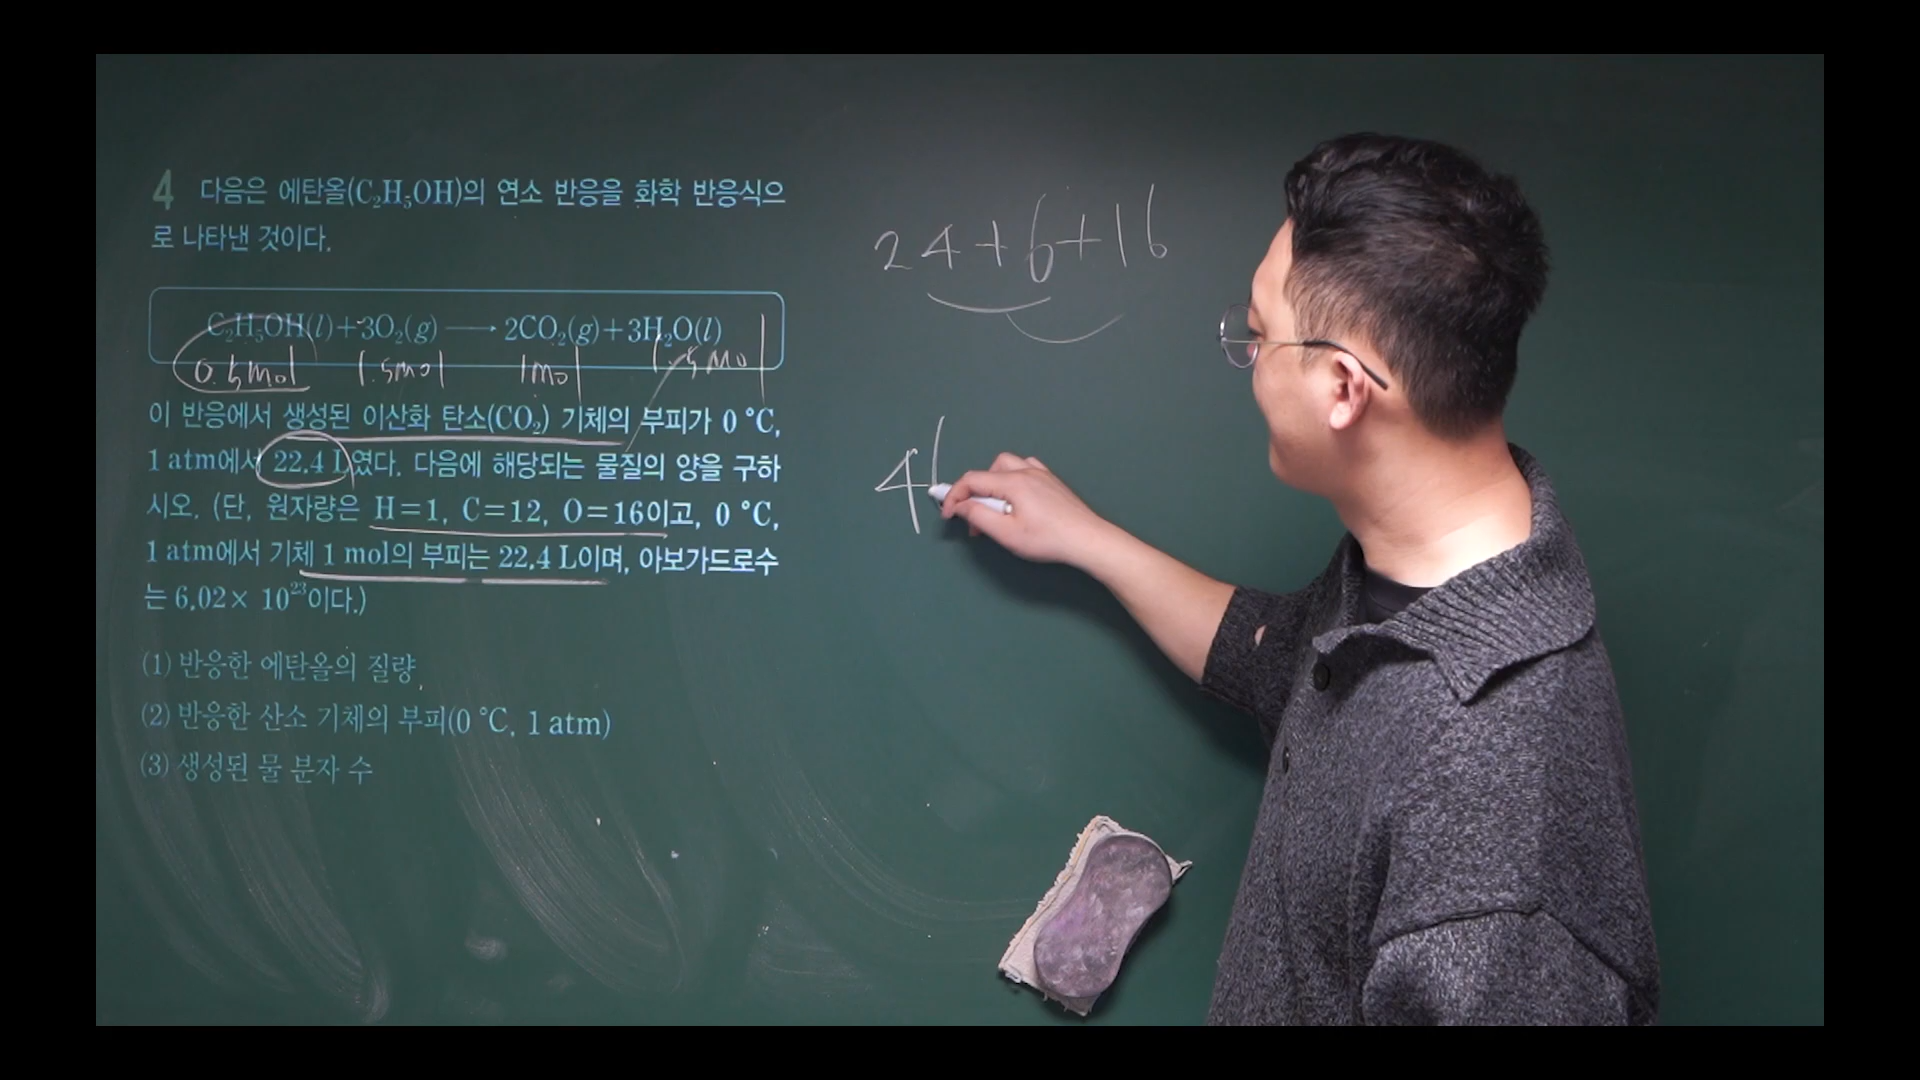 4 다음은 에탄올(C₂H₅OH)의 연소 반응을 화학 반응식으
로 나타낸 것이다.
C₂H₅OH(l)+3O₂(g) ⟶ 2CO₂(g)+3H₂O(l)
0.5mol 1.5mol 1mol 1.5mol
이 반응에서 생성된 이산화 탄소(CO₂) 기체의 부피가 0 °C,
1 atm에서 22.4 L였다. 다음에 해당되는 물질의 양을 구하
시오. (단, 원자량은 H=1, C=12, O=16이고, 0 °C,
1 atm에서 기체 1 mol의 부피는 22.4 L이며, 아보가드로수
는 6.02× 10²³이다.)
(1) 반응한 에탄올의 질량
(2) 반응한 산소 기체의 부피(0 °C, 1 atm)
(3) 생성된 물 분자 수
24+6+16
46